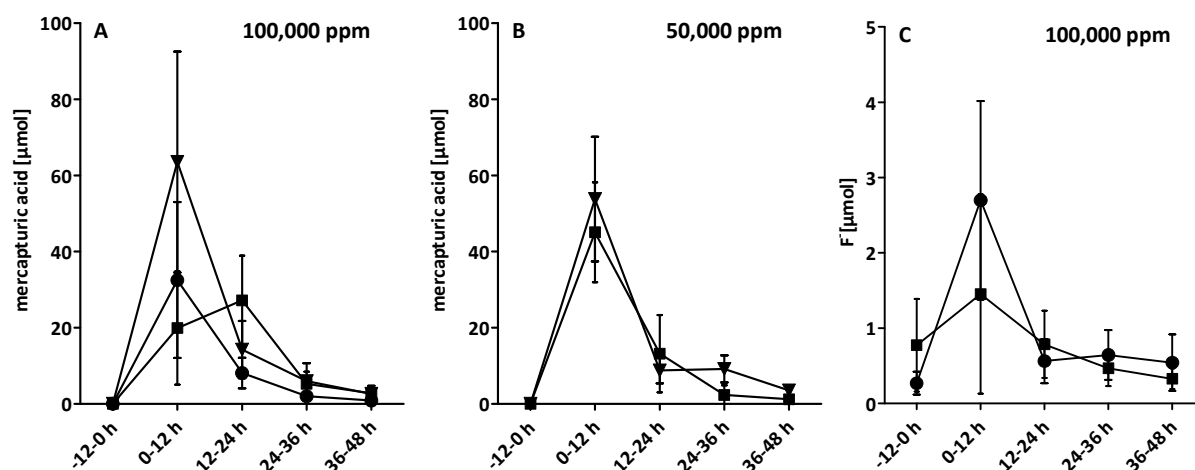 A 100,000 ppm
mercapturic acid [µmol]
100
80
60
40
20
0
-12-0 h
0-12 h
12-24 h
24-36 h
36-48 h
B 50,000 ppm
mercapturic acid [µmol]
100
80
60
40
20
0
-12-0 h
0-12 h
12-24 h
24-36 h
36-48 h
C 100,000 ppm
F⁻[µmol]
5
4
3
2
1
0
-12-0 h
0-12 h
12-24 h
24-36 h
36-48 h